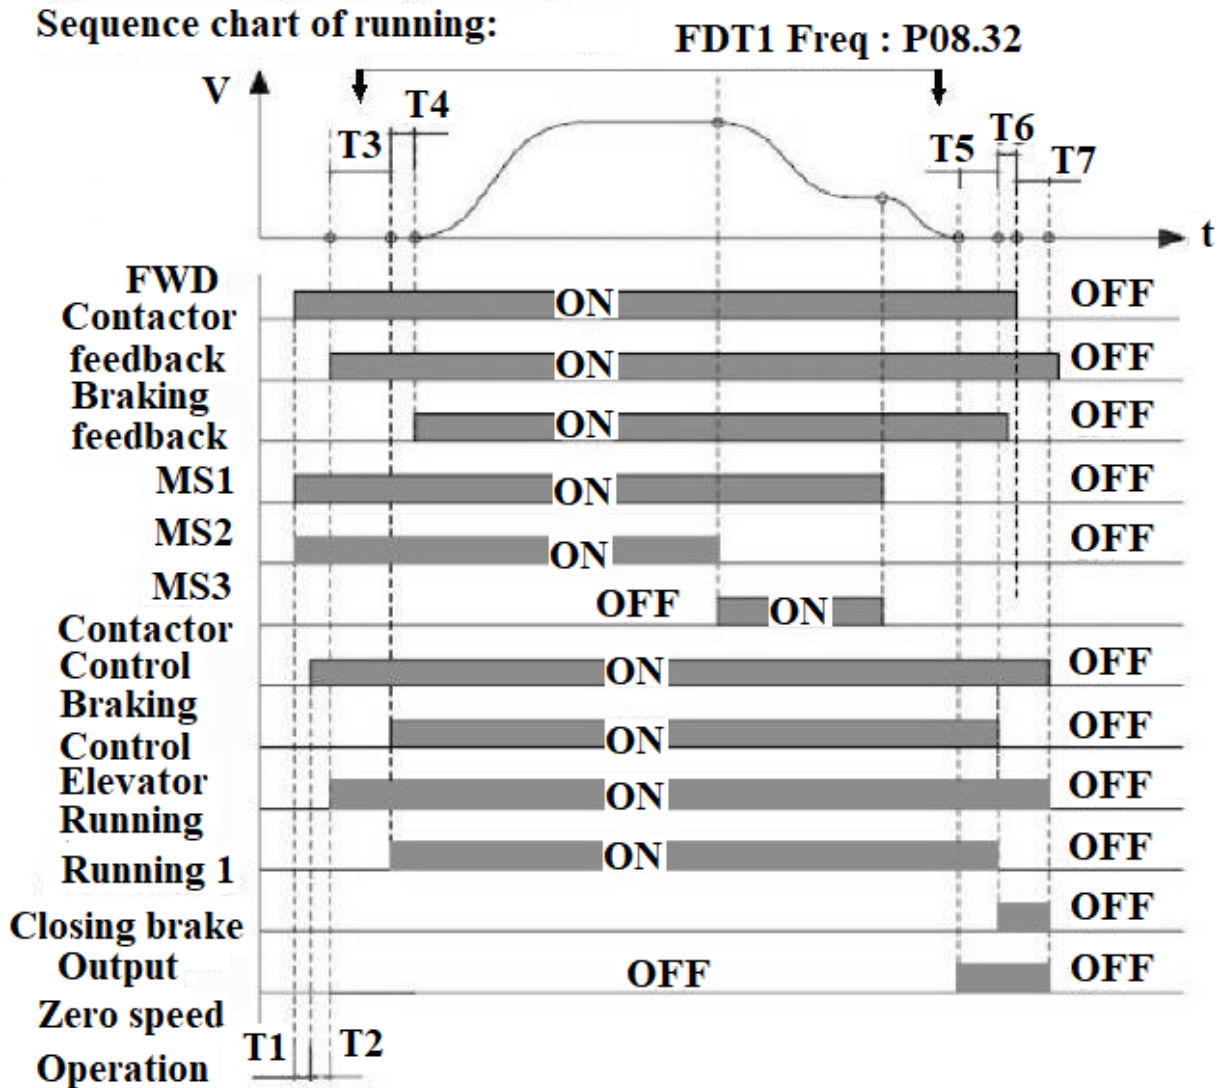 Sequence chart of running:
FDT1 Freq : P08.32
V
T4
T3
T6
T5
T7
t
FWD
ON
OFF
Contactor
feedback
ON
OFF
Braking
feedback
ON
OFF
MS1
ON
OFF
MS2
ON
OFF
MS3
OFF
ON
Contactor
Control
ON
OFF
Braking
Control
ON
OFF
Elevator
Running
ON
OFF
Running 1
ON
OFF
Closing brake
OFF
Output
OFF
OFF
Zero speed
Operation
T1
T2